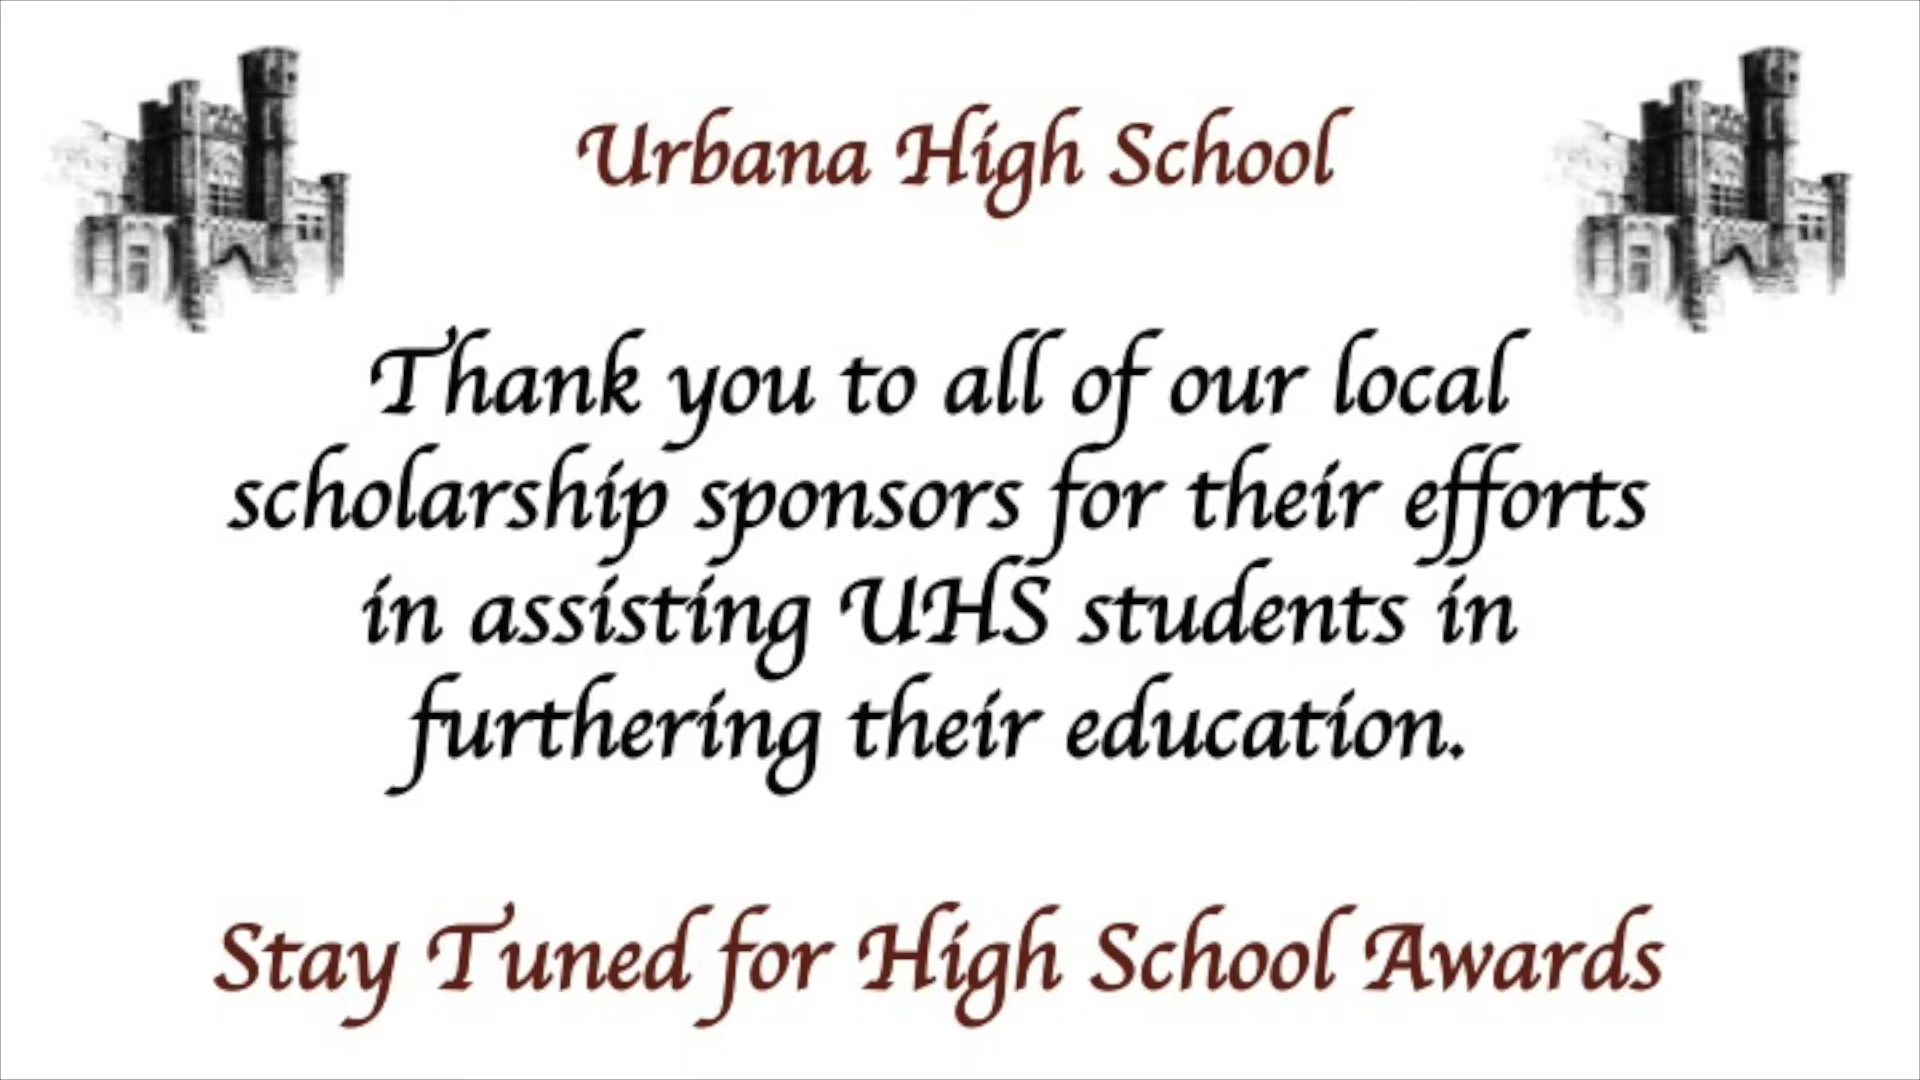 Urbana High School
Thank you to all of our local
scholarship sponsors for their efforts
in assisting UHS students in
furthering their education.
Stay Tuned for High School Awards